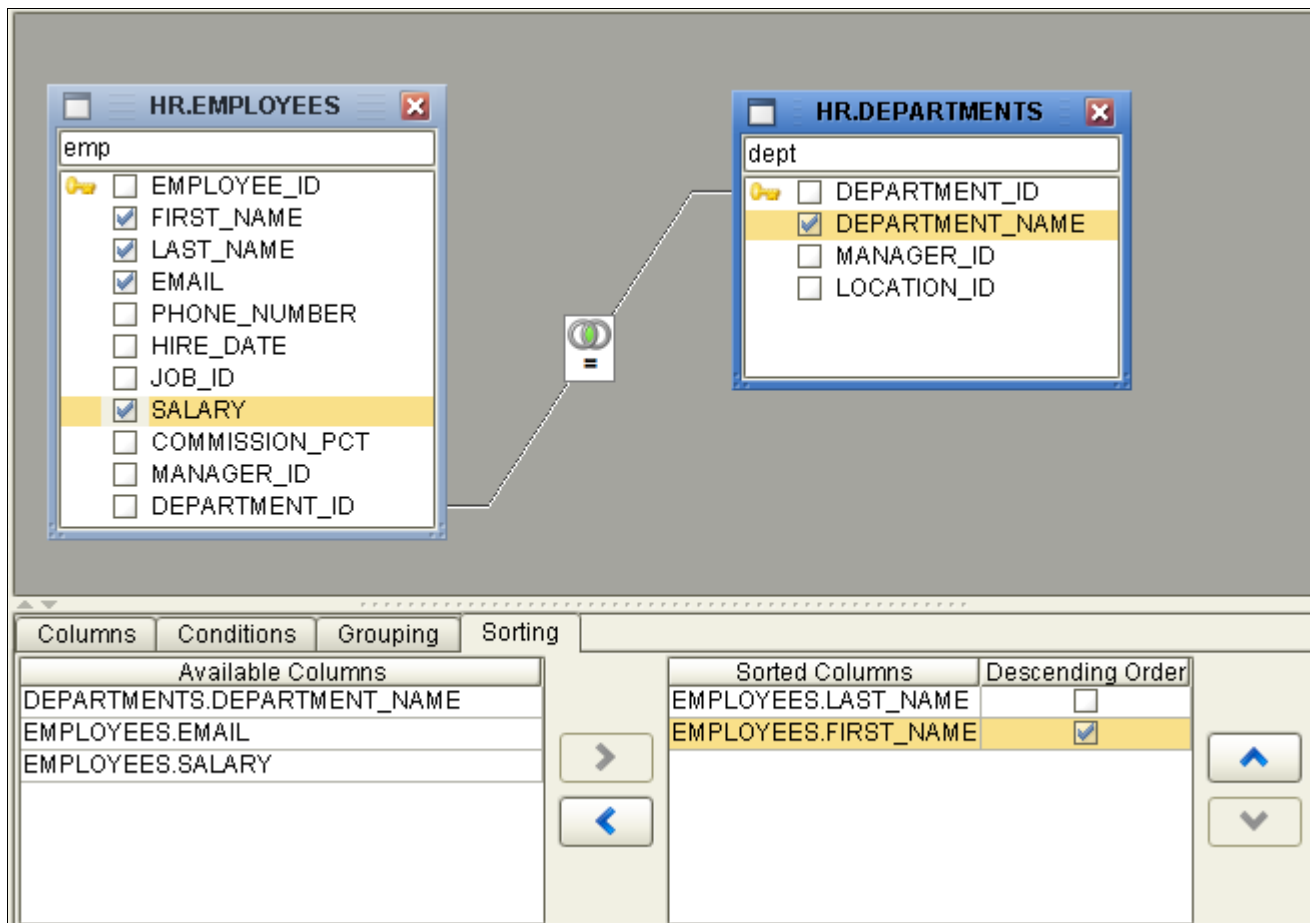 HR.EMPLOYEES
emp
EMPLOYEE_ID
FIRST_NAME
LAST_NAME
EMAIL
PHONE_NUMBER
HIRE_DATE
JOB_ID
SALARY
COMMISSION_PCT
MANAGER_ID
DEPARTMENT_ID
=
HR.DEPARTMENTS
dept
DEPARTMENT_ID
DEPARTMENT_NAME
MANAGER_ID
LOCATION_ID
Columns Conditions Grouping Sorting
Available Columns
DEPARTMENTS.DEPARTMENT_NAME
EMPLOYEES.EMAIL
EMPLOYEES.SALARY
Sorted Columns Descending Order
EMPLOYEES.LAST_NAME
EMPLOYEES.FIRST_NAME